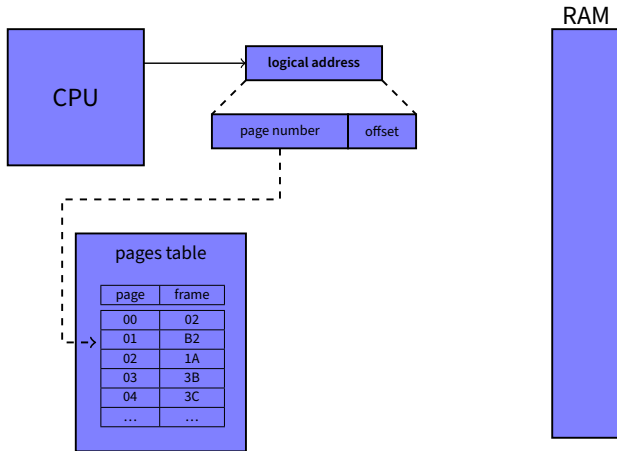 RAM
CPU
logical address
page number offset
pages table
page frame
00 02
01 B2
02 1A
03 3B
04 3C
... ...